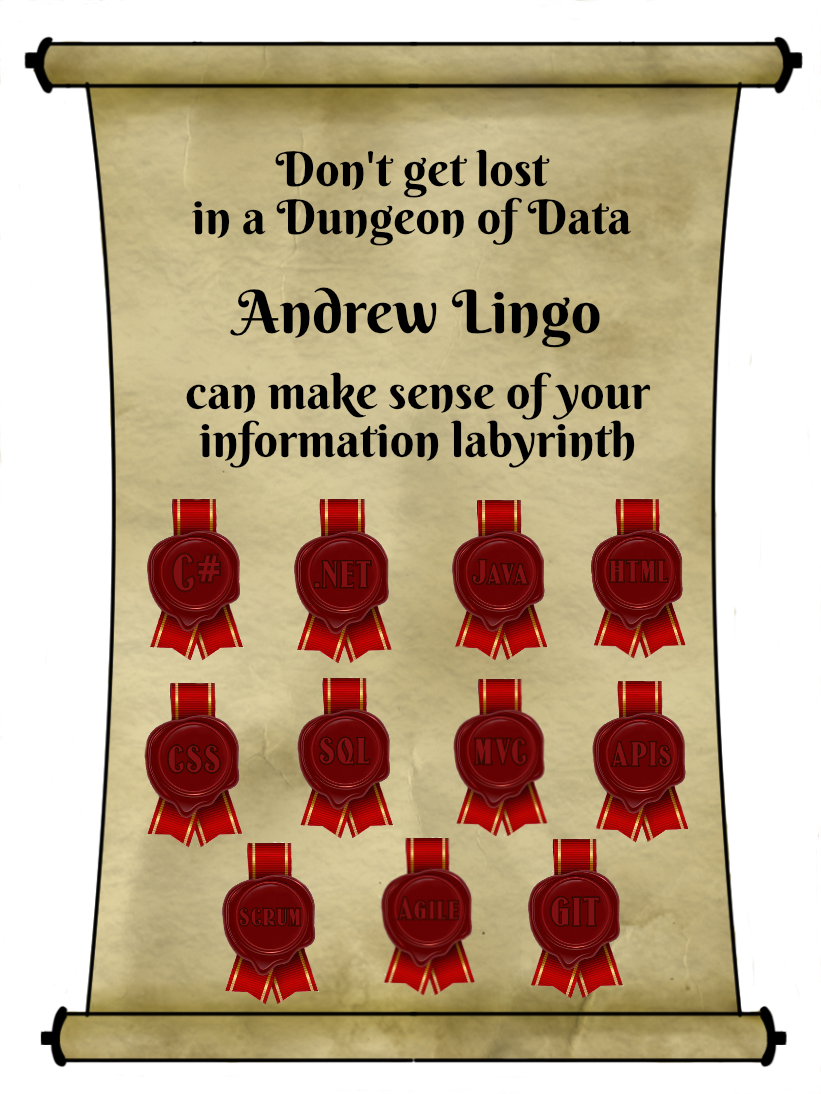 Don't get lost
in a Dungeon of Data
Andrew Lingo
can make sense of your
information labyrinth
C# .NET Java HTML
CSS SQL MVC APIs
SCRUM Agile GIT